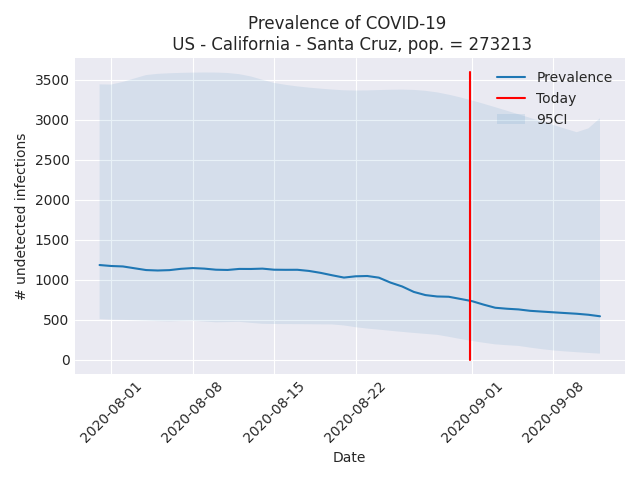 Prevalence of COVID-19
US - California - Santa Cruz, pop. = 273213
3500
3000
2500
2000
1500
1000
500
0
# undetected infections
Prevalence
Today
95CI
2020-08-01
2020-08-08
2020-08-15
2020-08-22
2020-09-01
2020-09-08
Date